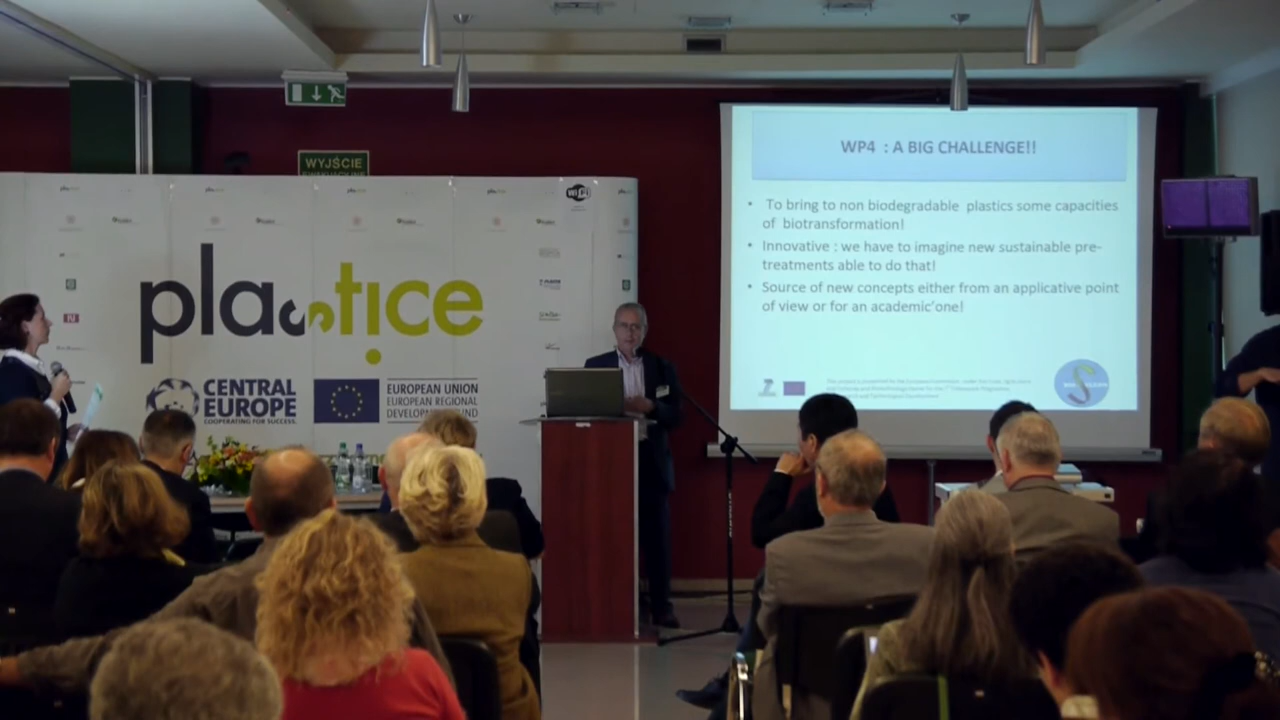 WYJŚCIE
WiFi
plastice
CENTRAL
EUROPE
COOPERATING FOR SUCCESS.
EUROPEAN UNION
EUROPEAN REGIONAL
WP4 : A BIG CHALLENGE!!
• To bring to non biodegradable plastics some capacities
of biotransformation!
• Innovative : we have to imagine new sustainable pre-
treatments able to do that!
• Source of new concepts either from an applicative point
of view or for an academic'one!